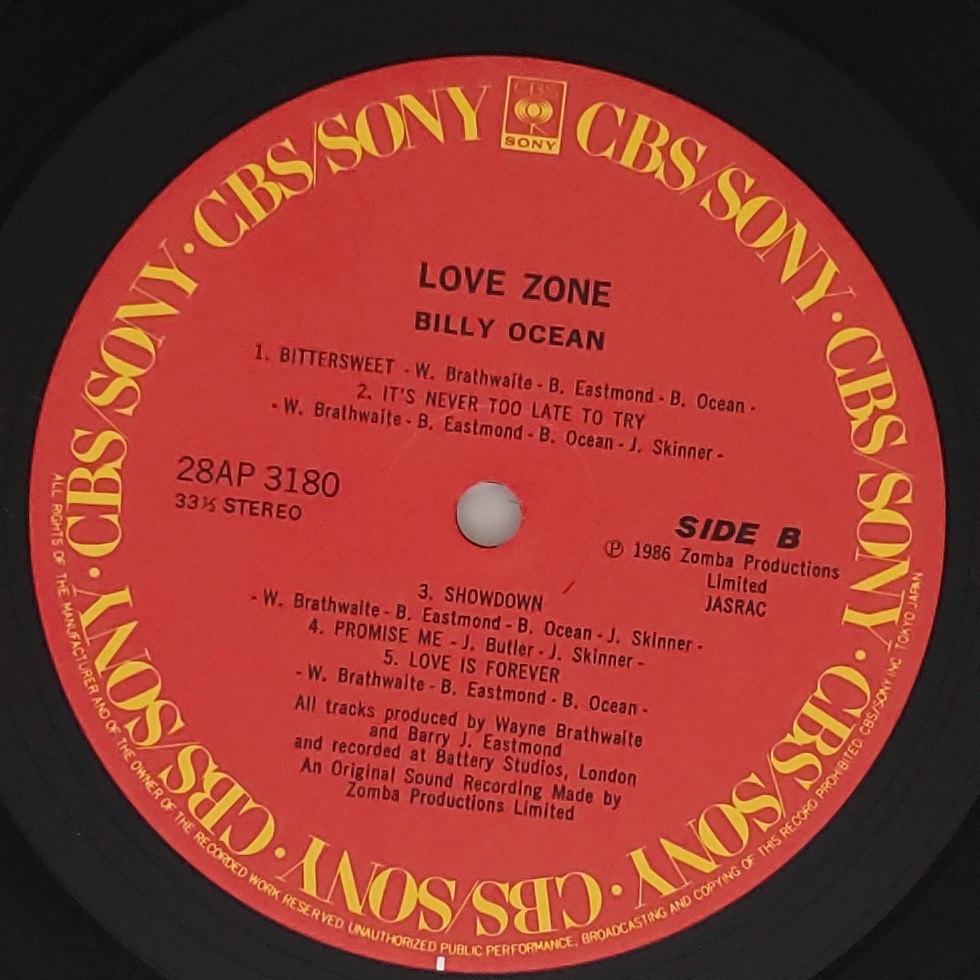 CBS
SONY
CBS/SONY · CBS/SONY · CBS/SONY · CBS/SONY · CBS/SONY · CBS/SONY · CBS/SONY · CBS/SONY
LOVE ZONE
BILLY OCEAN
1. BITTERSWEET - W. Brathwaite - B. Eastmond - B. Ocean -
2. IT'S NEVER TOO LATE TO TRY
- W. Brathwaite - B. Eastmond - B. Ocean - J. Skinner -
28AP 3180
33⅓ STEREO
SIDE B
Ⓟ 1986 Zomba Productions
Limited
JASRAC
3. SHOWDOWN
- W. Brathwaite - B. Eastmond - B. Ocean - J. Skinner -
4. PROMISE ME - J. Butler - J. Skinner -
5. LOVE IS FOREVER
- W. Brathwaite - B. Eastmond - B. Ocean -
All tracks produced by Wayne Brathwaite
and Barry J. Eastmond
and recorded at Battery Studios, London
An Original Sound Recording Made by
Zomba Productions Limited
ALL RIGHTS OF THE MANUFACTURER AND OF THE OWNER OF THE RECORDED WORK RESERVED UNAUTHORIZED PUBLIC PERFORMANCE, BROADCASTING AND COPYING OF THIS RECORD PROHIBITED CBS/SONY INC TOKYO JAPAN